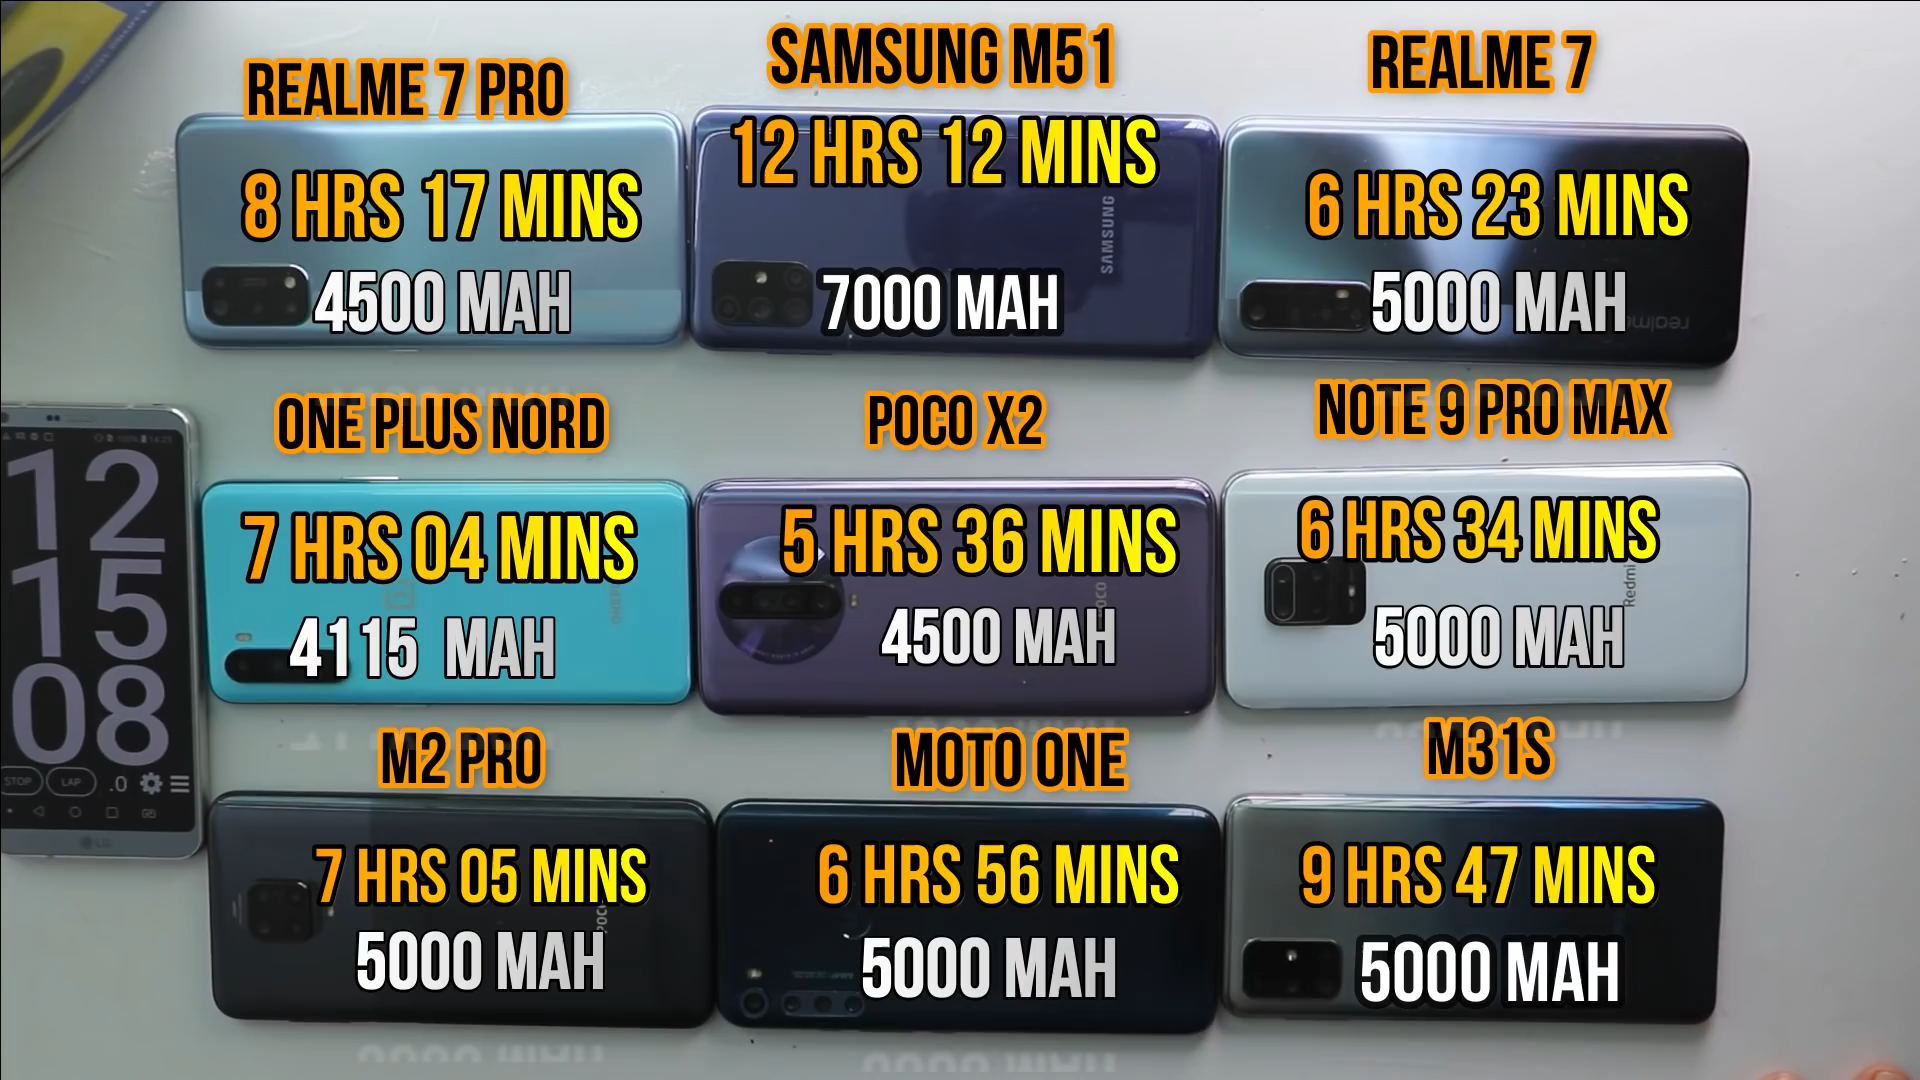 REALME 7 PRO
8 HRS 17 MINS
4500 MAH
SAMSUNG M51
12 HRS 12 MINS
SAMSUNG
7000 MAH
REALME 7
6 HRS 23 MINS
5000 MAH
realme
ONE PLUS NORD
7 HRS 04 MINS
4115 MAH
POCO X2
5 HRS 36 MINS
4500 MAH
NOTE 9 PRO MAX
6 HRS 34 MINS
Redmi
5000 MAH
12
15
08
STOP
LAP
.0
LG
M2 PRO
7 HRS 05 MINS
5000 MAH
MOTO ONE
6 HRS 56 MINS
5000 MAH
M31S
9 HRS 47 MINS
5000 MAH